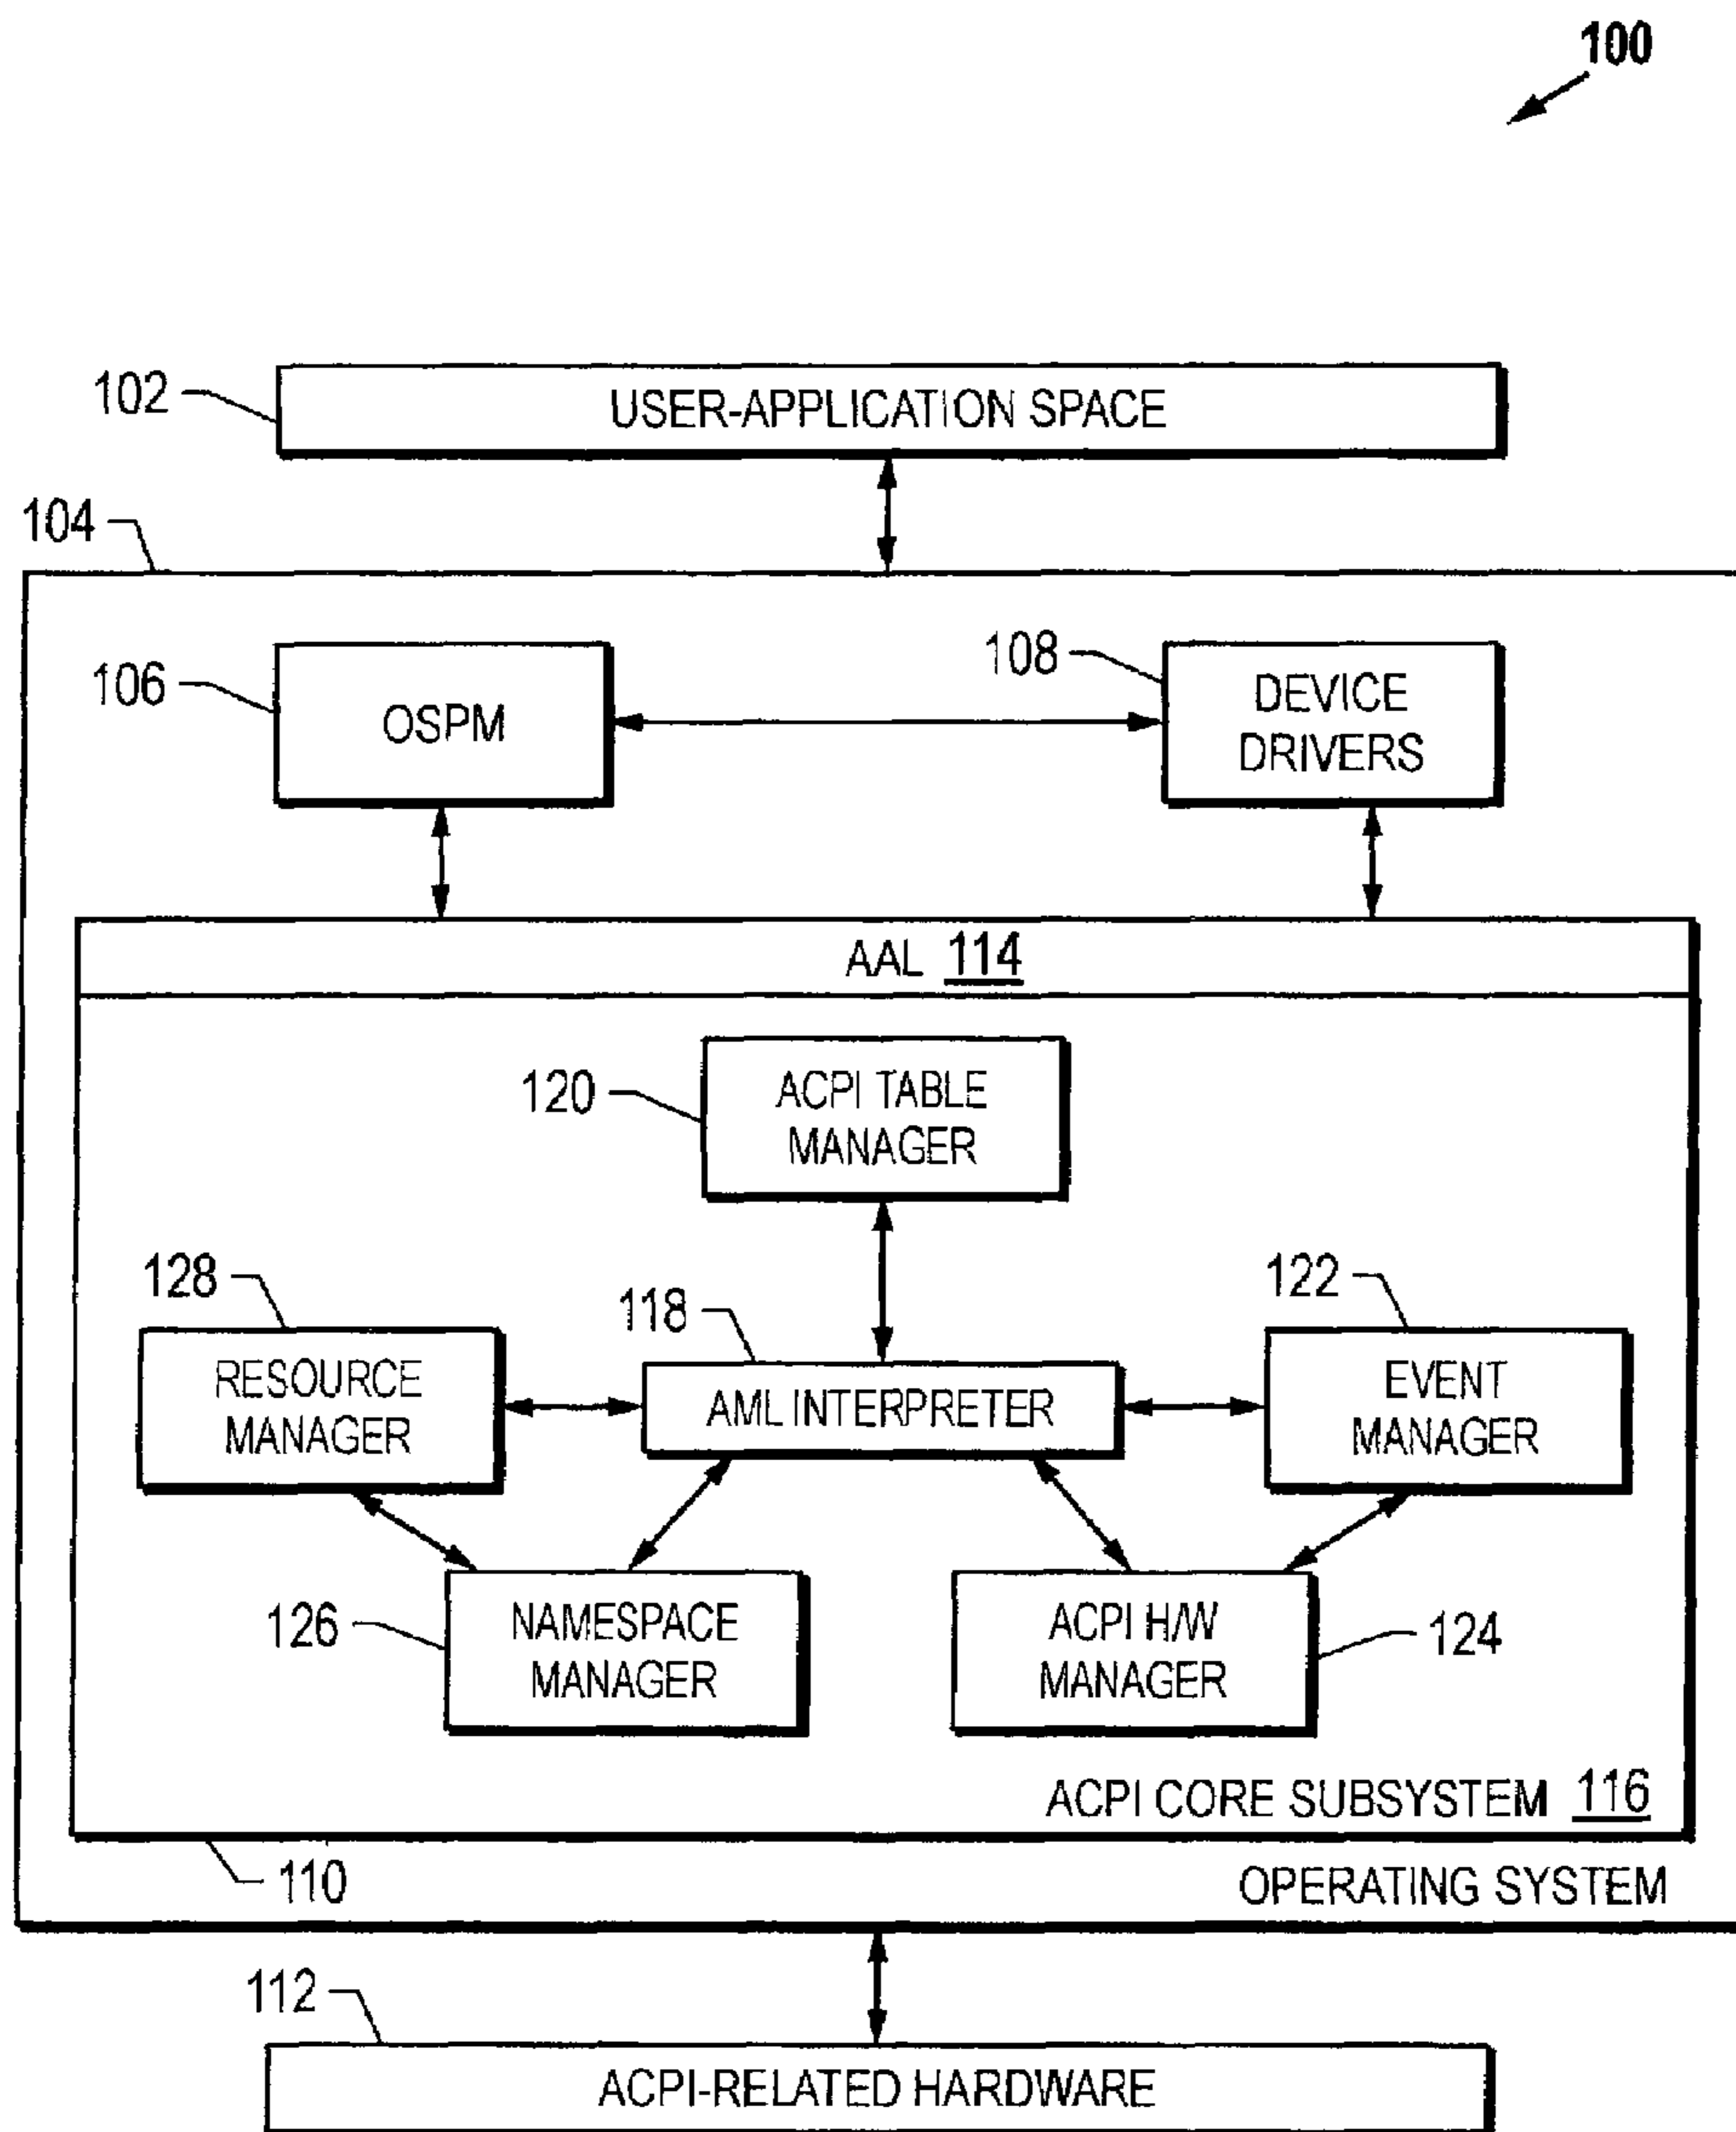 100
102
USER-APPLICATION SPACE
104
106
OSPM
108
DEVICE
DRIVERS
AAL 114
120
ACPI TABLE
MANAGER
128
RESOURCE
MANAGER
118
AML INTERPRETER
122
EVENT
MANAGER
126
NAMESPACE
MANAGER
ACPI H/W
MANAGER
124
ACPI CORE SUBSYSTEM 116
110
OPERATING SYSTEM
112
ACPI-RELATED HARDWARE